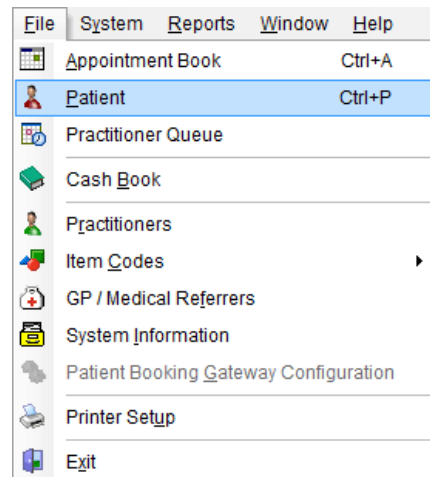 File System Reports Window Help
Appointment Book Ctrl+A
Patient Ctrl+P
Practitioner Queue
Cash Book
Practitioners
Item Codes
GP / Medical Referrers
System Information
Patient Booking Gateway Configuration
Printer Setup
Exit